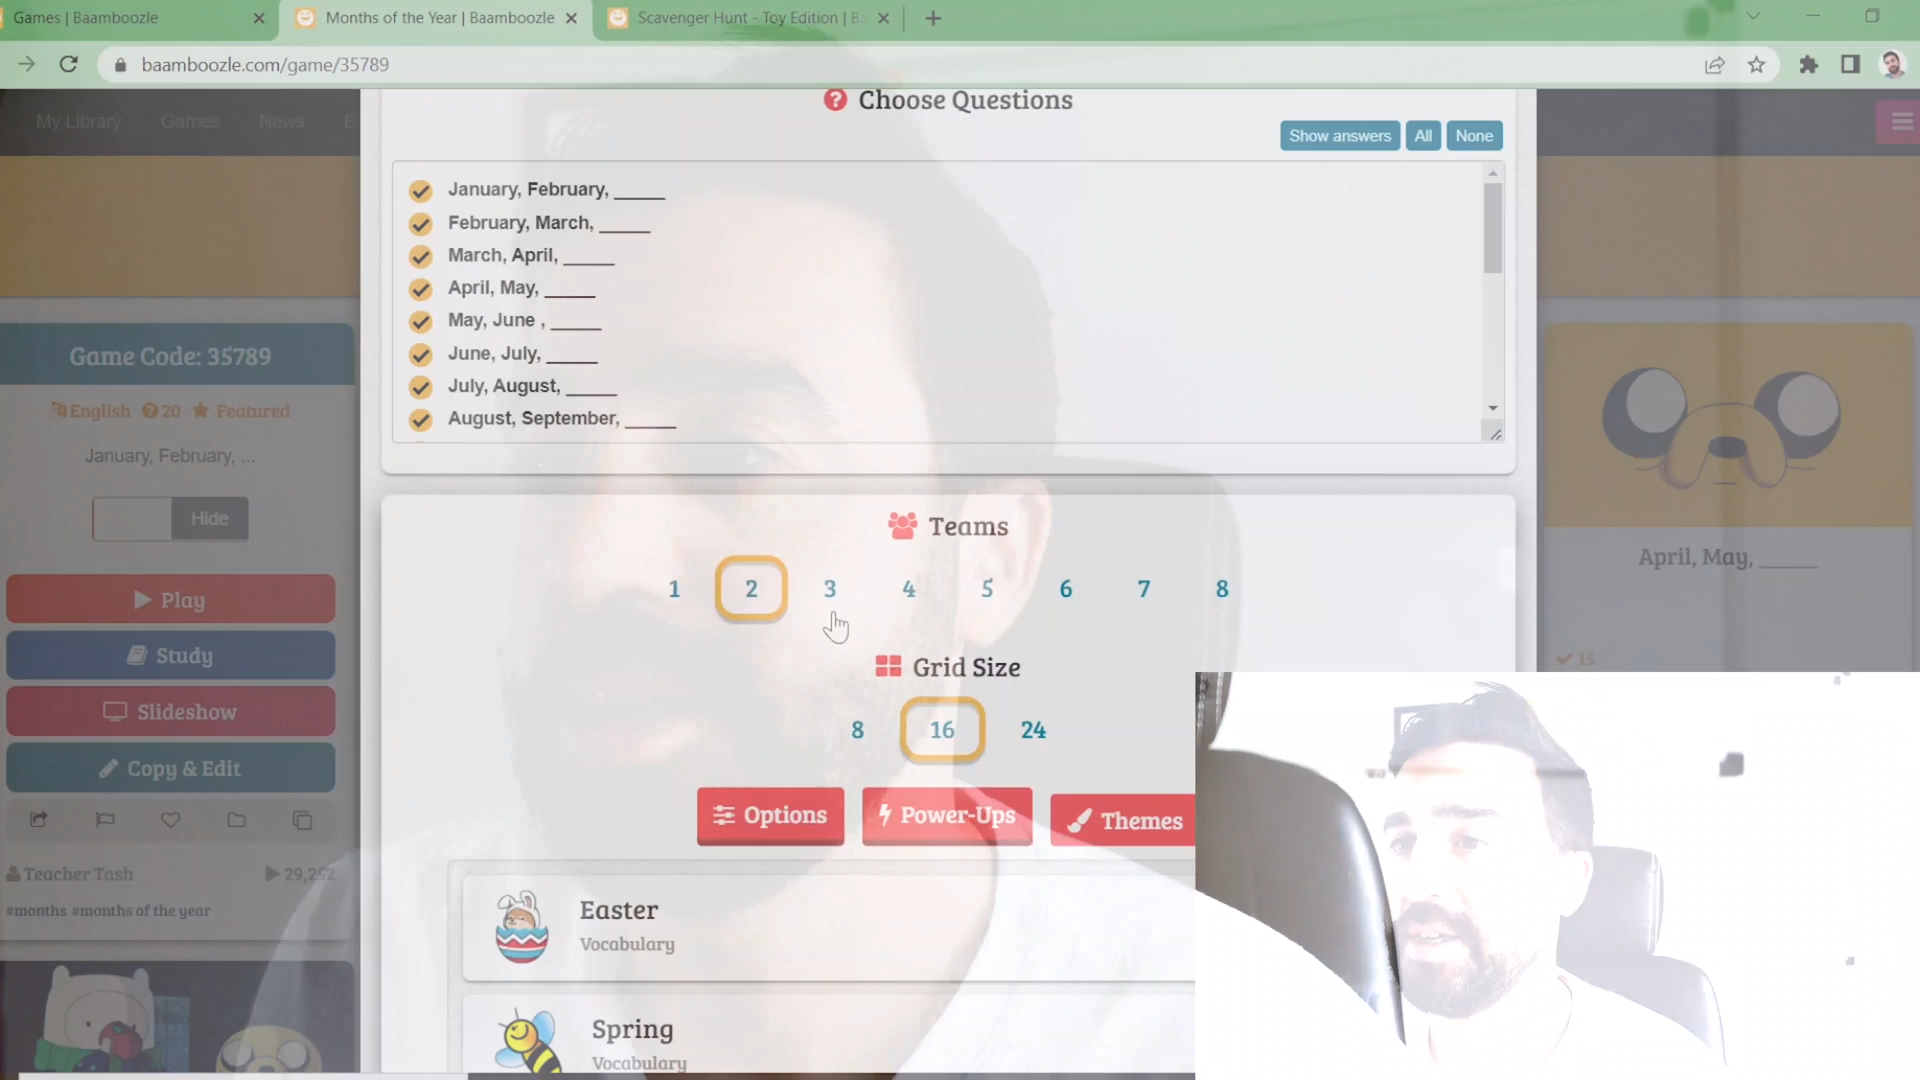 Games | Baamboozle
Months of the Year | Baamboozle
Scavenger Hunt - Toy Edition | B
baamboozle.com/game/35789
My Library
Games
News
E
Choose Questions
Show answers
All
None
January, February, _____
February, March, _____
March, April, _____
April, May, _____
May, June , _____
June, July, _____
July, August, _____
August, September, _____
Game Code: 35789
English 20 Featured
January, February, ...
Hide
Play
Study
Slideshow
Copy & Edit
Teacher Tash
29,252
#months #months of the year
Teams
1 2 3 4 5 6 7 8
Grid Size
8 16 24
Options
Power-Ups
Themes
Easter
Vocabulary
Spring
Vocabulary
April, May, _____
15